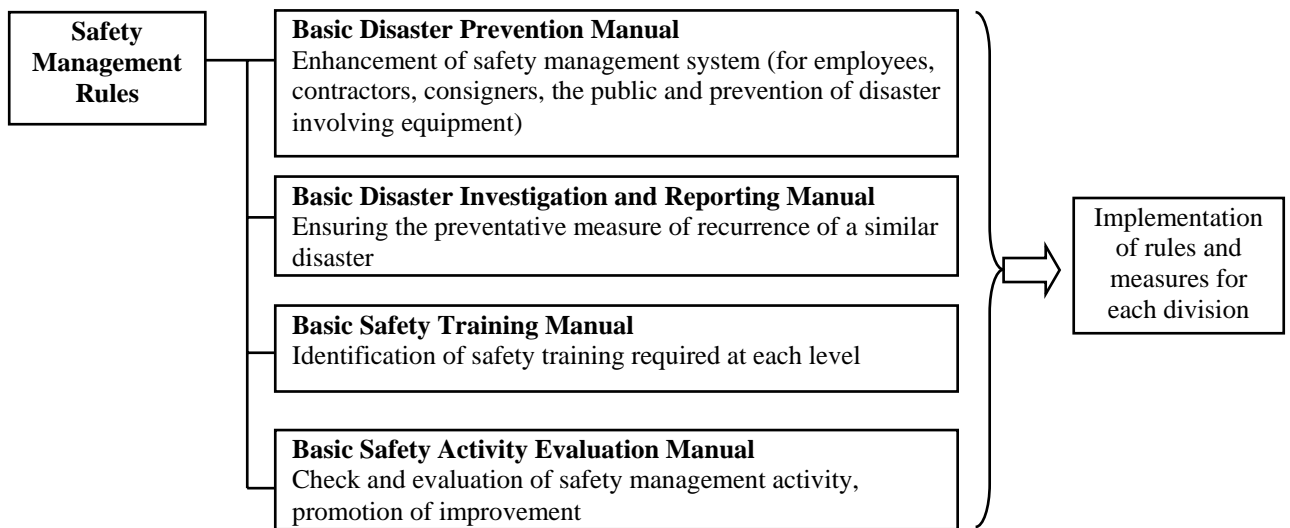 Safety
Management
Rules
Basic Disaster Prevention Manual
Enhancement of safety management system (for employees,
contractors, consigners, the public and prevention of disaster
involving equipment)
Basic Disaster Investigation and Reporting Manual
Ensuring the preventative measure of recurrence of a similar
disaster
Basic Safety Training Manual
Identification of safety training required at each level
Basic Safety Activity Evaluation Manual
Check and evaluation of safety management activity,
promotion of improvement
Implementation
of rules and
measures for
each division